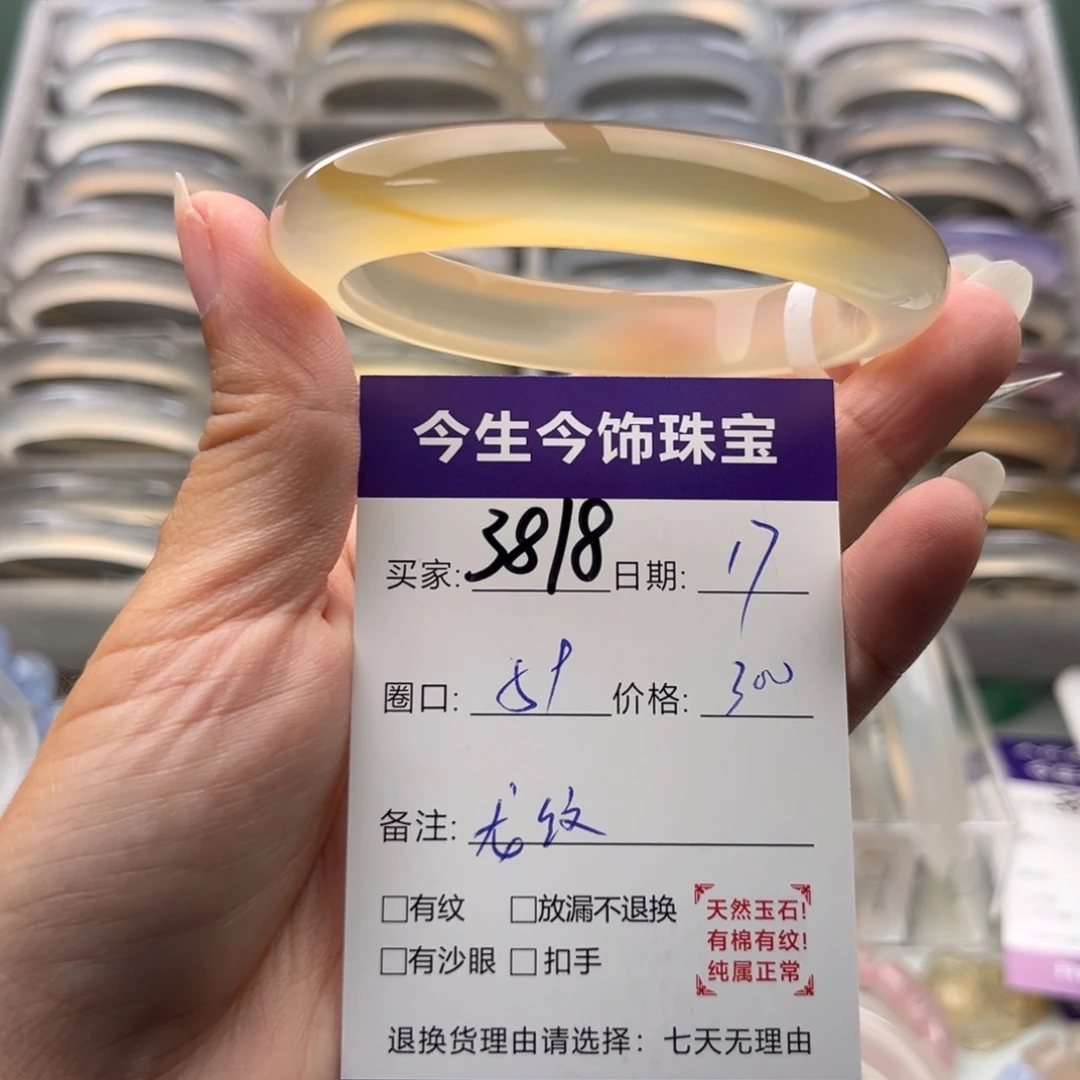 今生今饰珠宝
买家: 3818 日期: 17
圈口: 价格: 300
备注: 无纹
□有纹 □放漏不退换
□有沙眼 □扣手
天然玉石!
有棉有纹!
纯属正常
退换货理由请选择：七天无理由